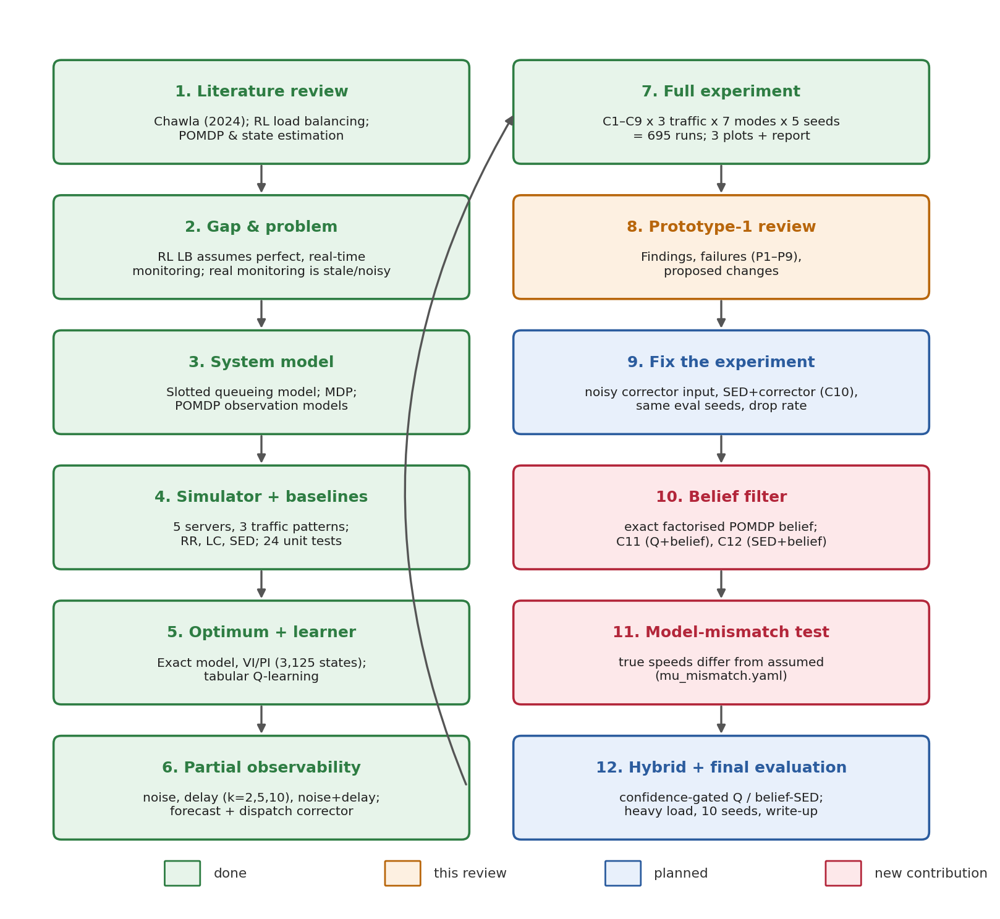 1. Literature review
Chawla (2024); RL load balancing;
POMDP & state estimation
2. Gap & problem
RL LB assumes perfect, real-time
monitoring; real monitoring is stale/noisy
3. System model
Slotted queueing model; MDP;
POMDP observation models
4. Simulator + baselines
5 servers, 3 traffic patterns;
RR, LC, SED; 24 unit tests
5. Optimum + learner
Exact model, VI/PI (3,125 states);
tabular Q-learning
6. Partial observability
noise, delay (k=2,5,10), noise+delay;
forecast + dispatch corrector
7. Full experiment
C1–C9 x 3 traffic x 7 modes x 5 seeds
= 695 runs; 3 plots + report
8. Prototype-1 review
Findings, failures (P1–P9),
proposed changes
9. Fix the experiment
noisy corrector input, SED+corrector (C10),
same eval seeds, drop rate
10. Belief filter
exact factorised POMDP belief;
C11 (Q+belief), C12 (SED+belief)
11. Model-mismatch test
true speeds differ from assumed
(mu_mismatch.yaml)
12. Hybrid + final evaluation
confidence-gated Q / belief-SED;
heavy load, 10 seeds, write-up
done
this review
planned
new contribution